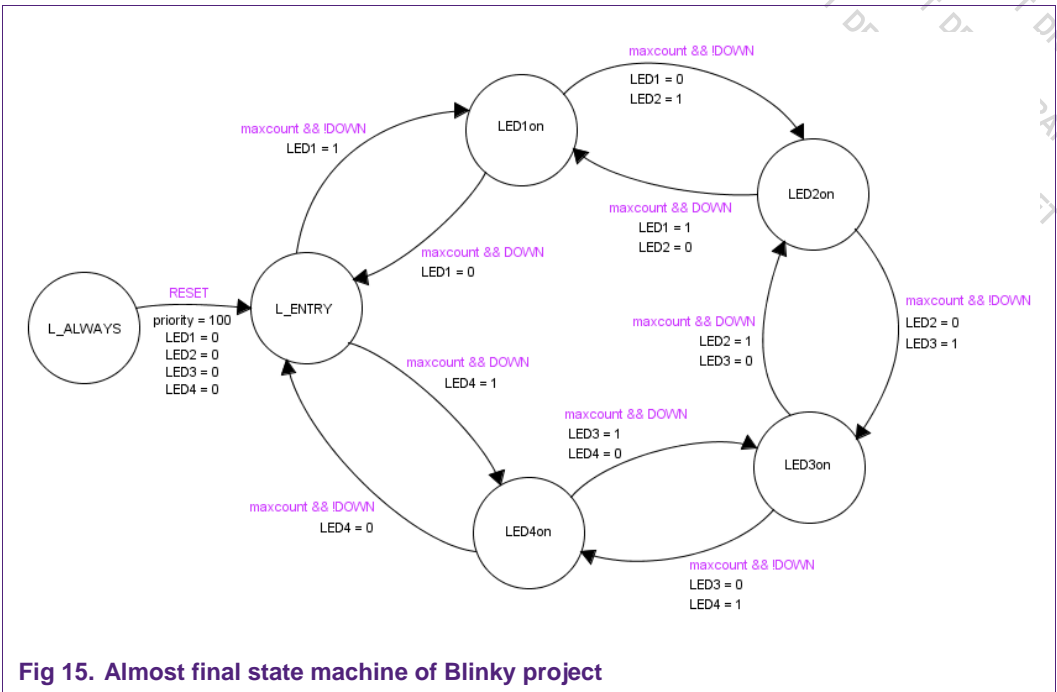 maxcount && !DOWN
LED1 = 0
LED2 = 1
LED1on
maxcount && !DOWN
LED1 = 1
LED2on
maxcount && DOWN
LED1 = 1
LED2 = 0
maxcount && DOWN
LED1 = 0
RESET
L_ALWAYS
priority = 100
LED1 = 0
LED2 = 0
LED3 = 0
LED4 = 0
L_ENTRY
maxcount && !DOWN
LED2 = 0
LED3 = 1
maxcount && DOWN
LED2 = 1
LED3 = 0
maxcount && DOWN
LED4 = 1
maxcount && DOWN
LED3 = 1
LED4 = 0
LED3on
maxcount && !DOWN
LED4 = 0
LED4on
maxcount && !DOWN
LED3 = 0
LED4 = 1
Fig 15. Almost final state machine of Blinky project